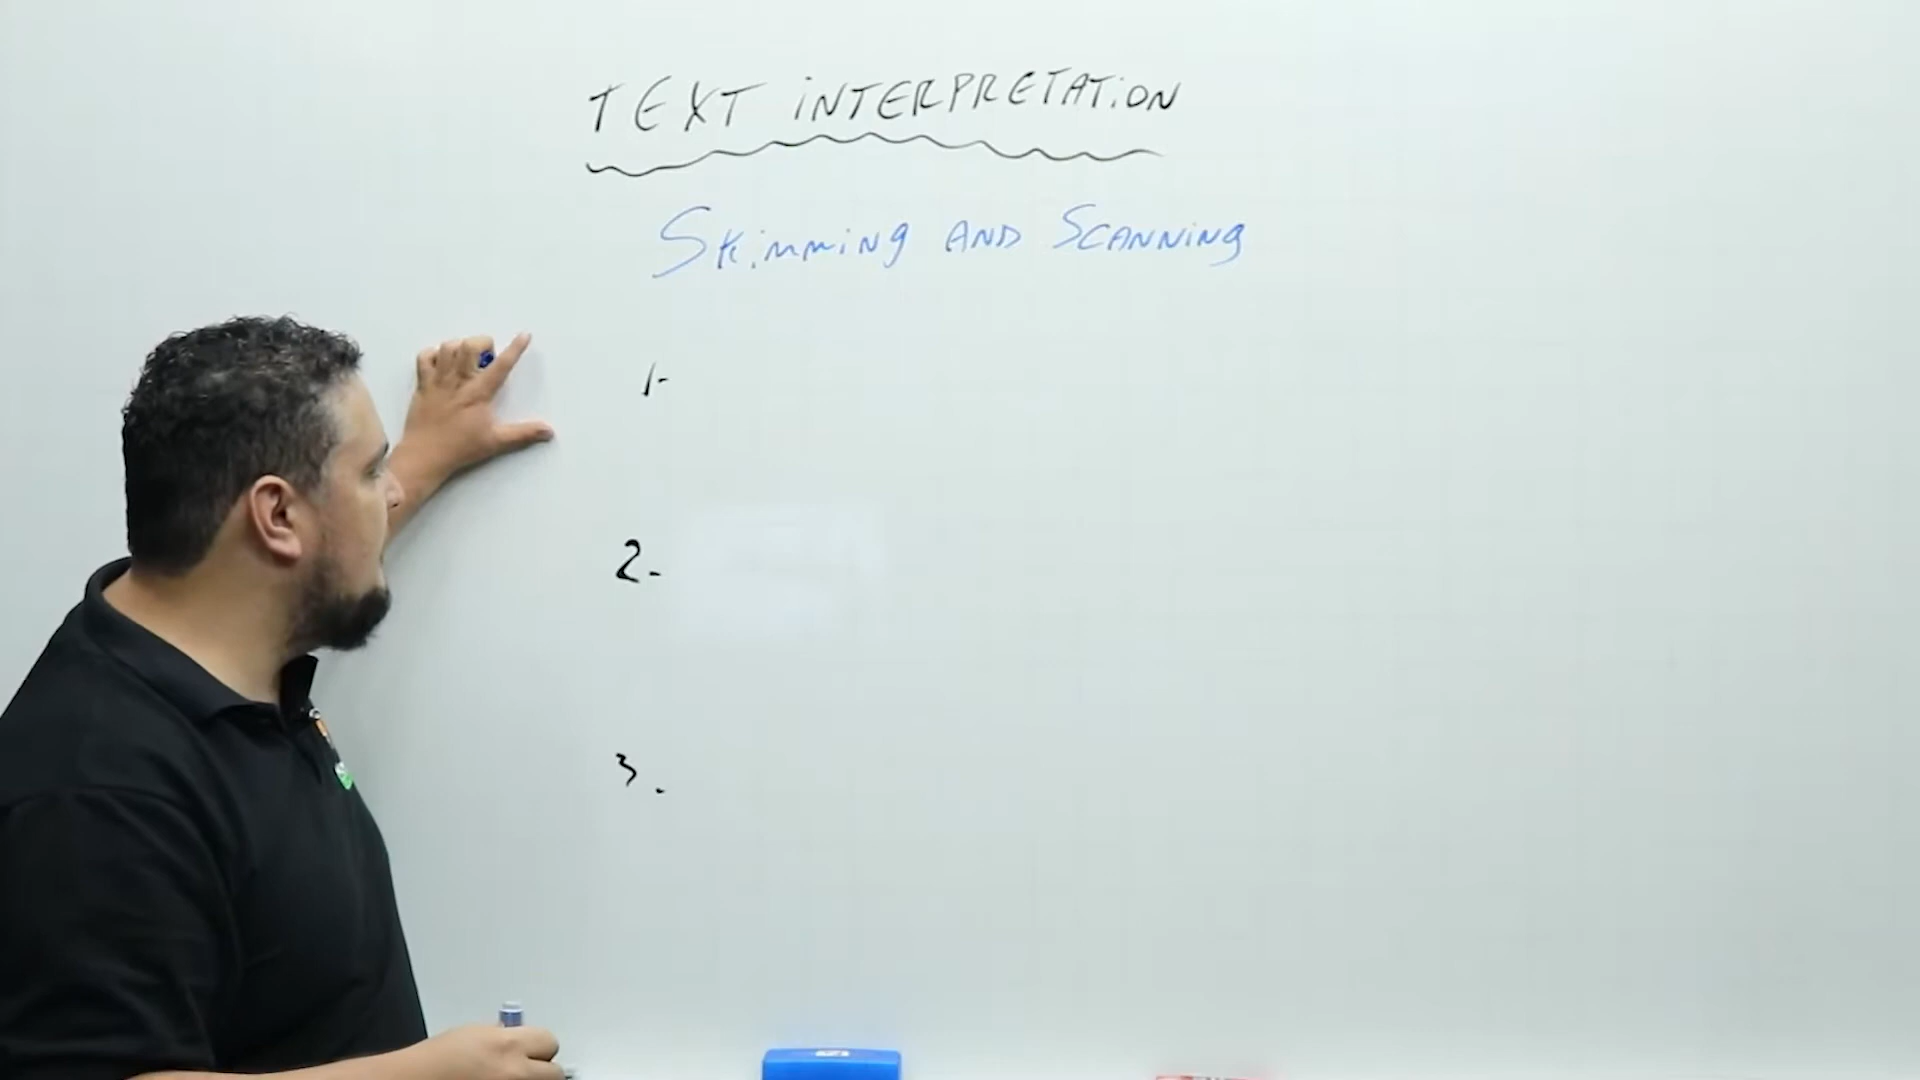 TEXT iNTERPRETATiON
SKimming AND SCANNiNg
1-
2-
3.